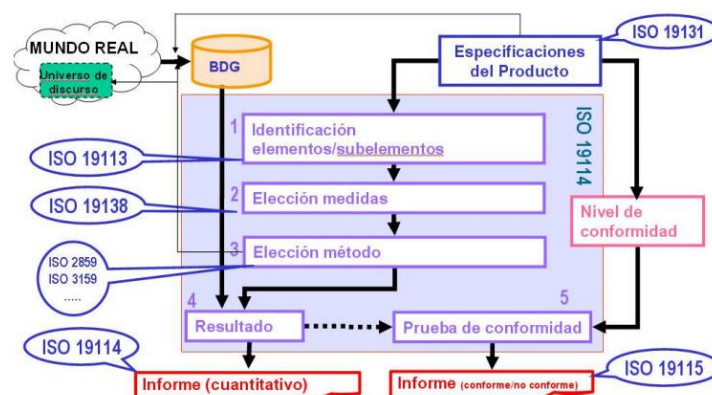 MUNDO REAL
Universo de
discurso
BDG
Especificaciones
del Producto
ISO 19131
1
Identificación
elementos/subelementos
ISO 19113
ISO 19114
2
Elección medidas
ISO 19138
Nivel de
conformidad
3
Elección método
ISO 2859
ISO 3159
.....
4
Resultado
5
Prueba de conformidad
ISO 19114
Informe (cuantitativo)
Informe (conforme/no conforme)
ISO 19115